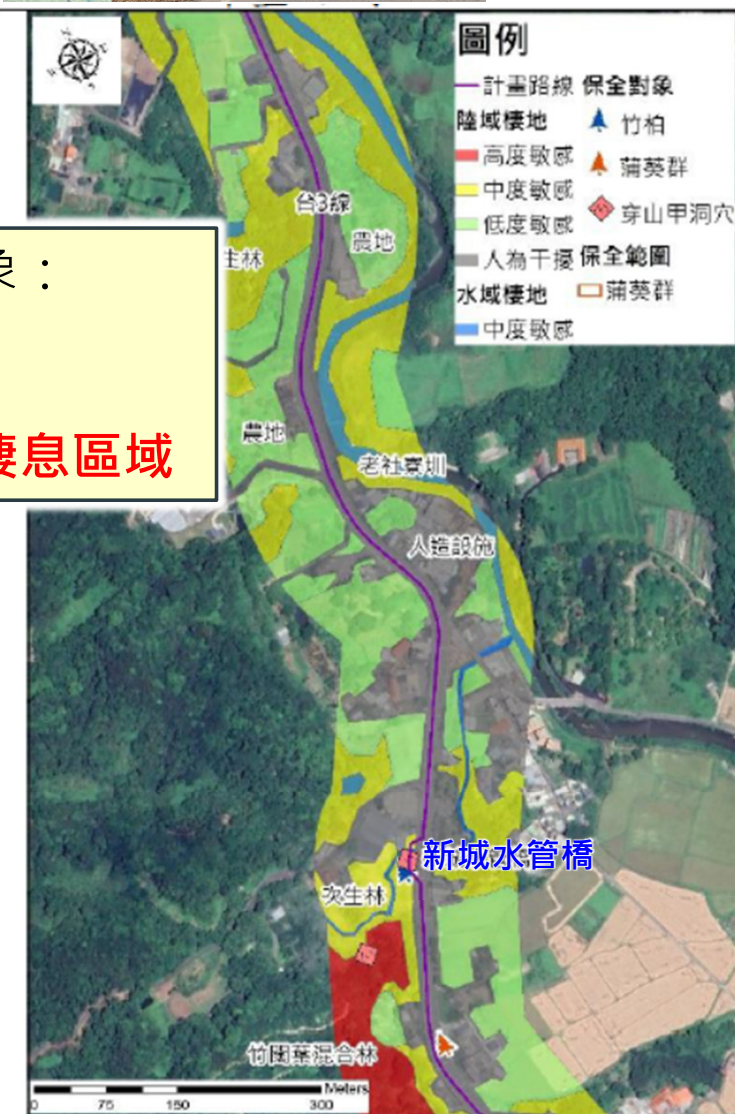 圖例
計畫路線 保全對象
陸域棲地
竹柏
高度敏感
蒲葵群
中度敏感
低度敏感
穿山甲洞穴
人為干擾 保全範圍
水域棲地
蒲葵群
中度敏感
台3線
農地
生林
象：
棲息區域
農地
老社寮圳
人造設施
新城水管橋
次生林
竹闊葉混合林
Meters
0 75 150 300